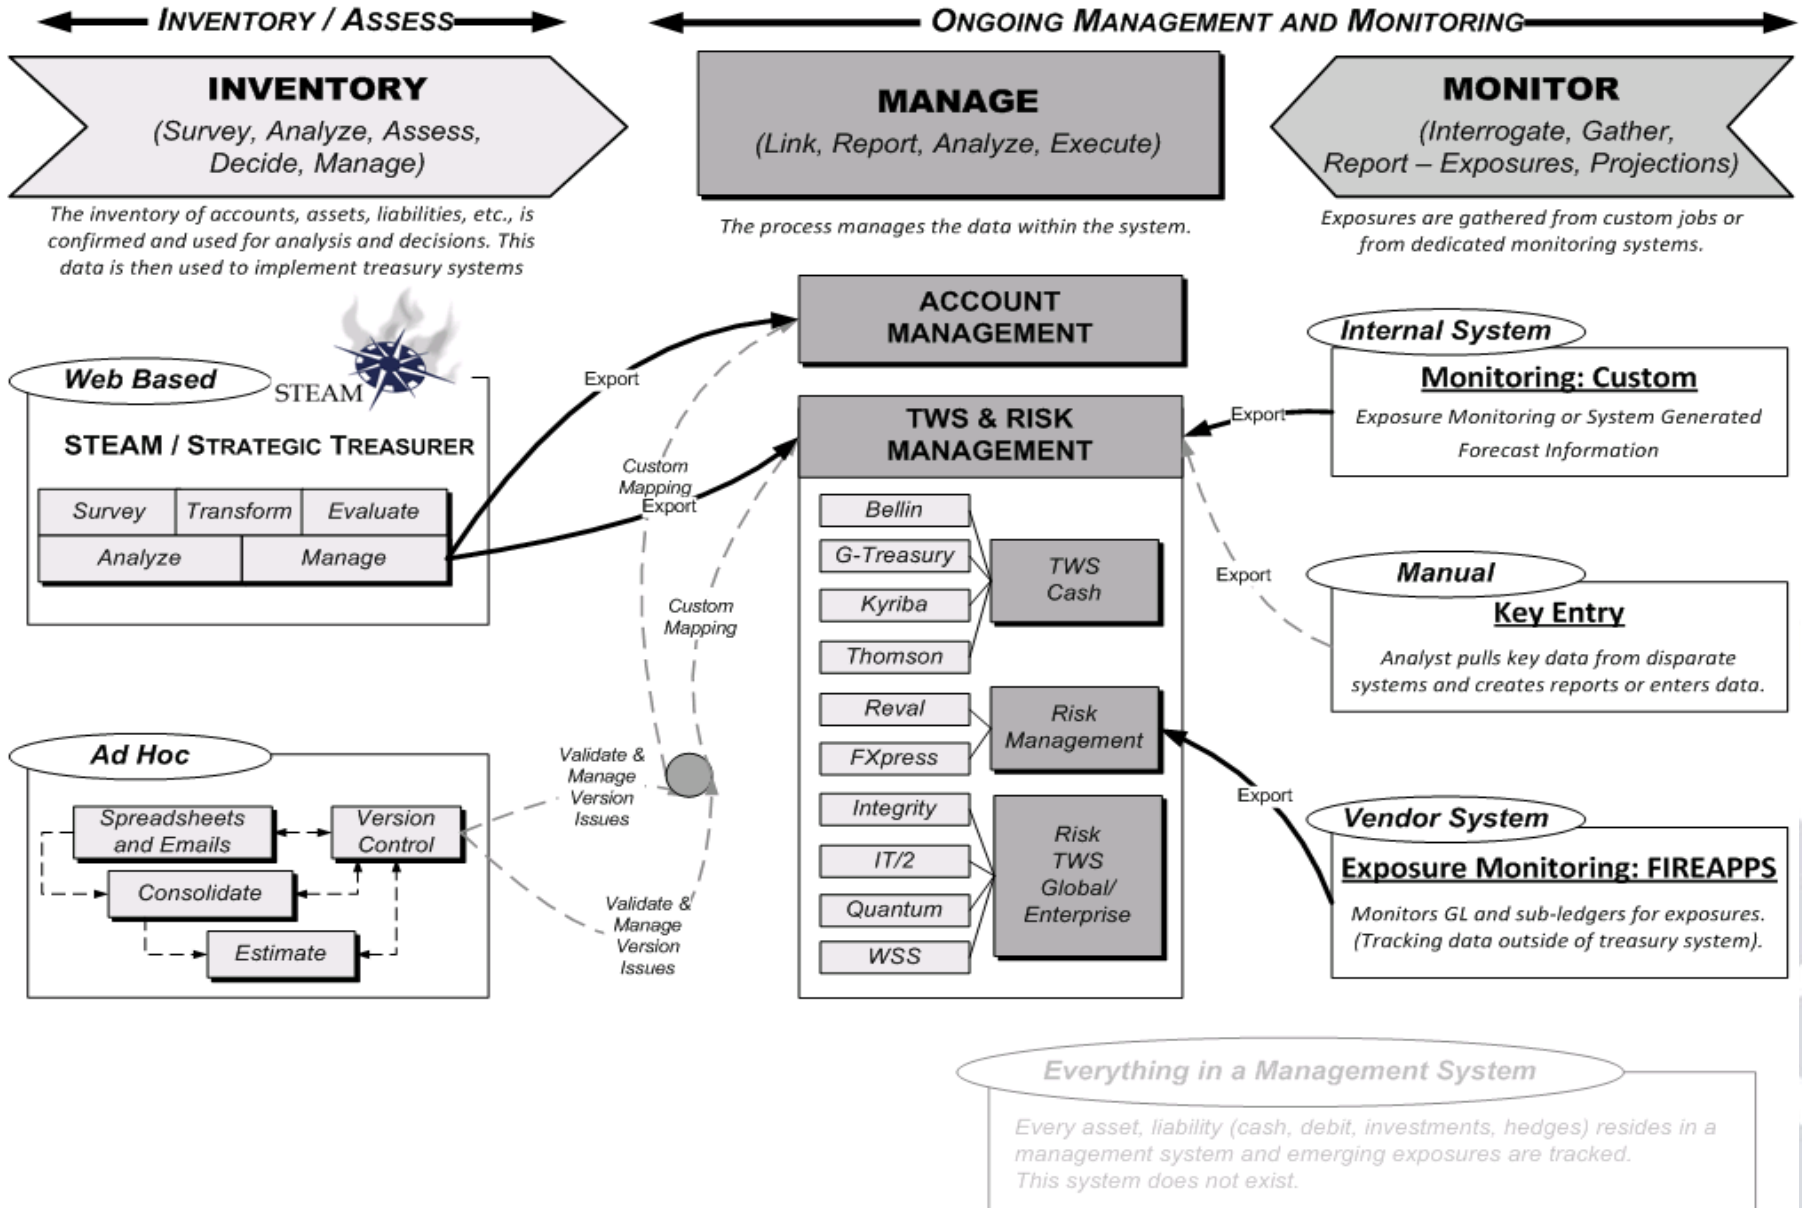 INVENTORY / ASSESS
ONGOING MANAGEMENT AND MONITORING
INVENTORY
(Survey, Analyze, Assess,
Decide, Manage)
The inventory of accounts, assets, liabilities, etc., is
confirmed and used for analysis and decisions. This
data is then used to implement treasury systems
MANAGE
(Link, Report, Analyze, Execute)
The process manages the data within the system.
MONITOR
(Interrogate, Gather,
Report – Exposures, Projections)
Exposures are gathered from custom jobs or
from dedicated monitoring systems.
Web Based
STEAM
STEAM / STRATEGIC TREASURER
Survey
Transform
Evaluate
Analyze
Manage
Ad Hoc
Spreadsheets
and Emails
Version
Control
Consolidate
Estimate
Export
Custom
Mapping
Export
Custom
Mapping
Validate &
Manage
Version
Issues
Validate &
Manage
Version
Issues
ACCOUNT
MANAGEMENT
TWS & RISK
MANAGEMENT
Bellin
G-Treasury
Kyriba
Thomson
TWS
Cash
Reval
FXpress
Risk
Management
Integrity
IT/2
Quantum
WSS
Risk
TWS
Global/
Enterprise
Export
Export
Export
Internal System
Monitoring: Custom
Exposure Monitoring or System Generated
Forecast Information
Manual
Key Entry
Analyst pulls key data from disparate
systems and creates reports or enters data.
Vendor System
Exposure Monitoring: FIREAPPS
Monitors GL and sub-ledgers for exposures.
(Tracking data outside of treasury system).
Everything in a Management System
Every asset, liability (cash, debit, investments, hedges) resides in a
management system and emerging exposures are tracked.
This system does not exist.